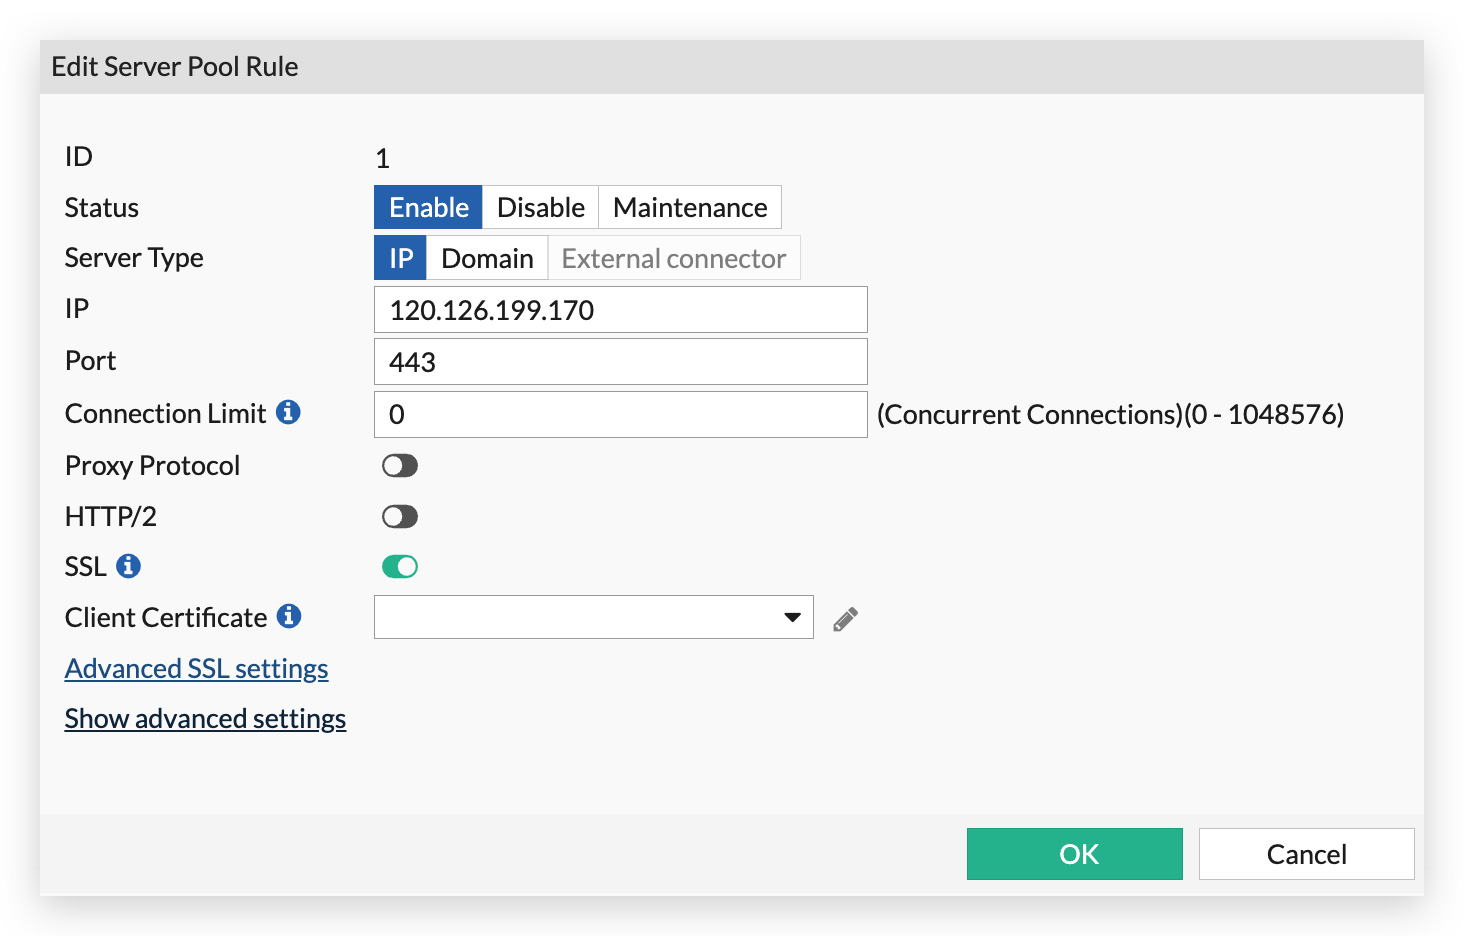 Edit Server Pool Rule
ID 1
Status Enable Disable Maintenance
Server Type IP Domain External connector
IP 120.126.199.170
Port 443
Connection Limit 0 (Concurrent Connections)(0 - 1048576)
Proxy Protocol
HTTP/2
SSL
Client Certificate
Advanced SSL settings
Show advanced settings
OK Cancel